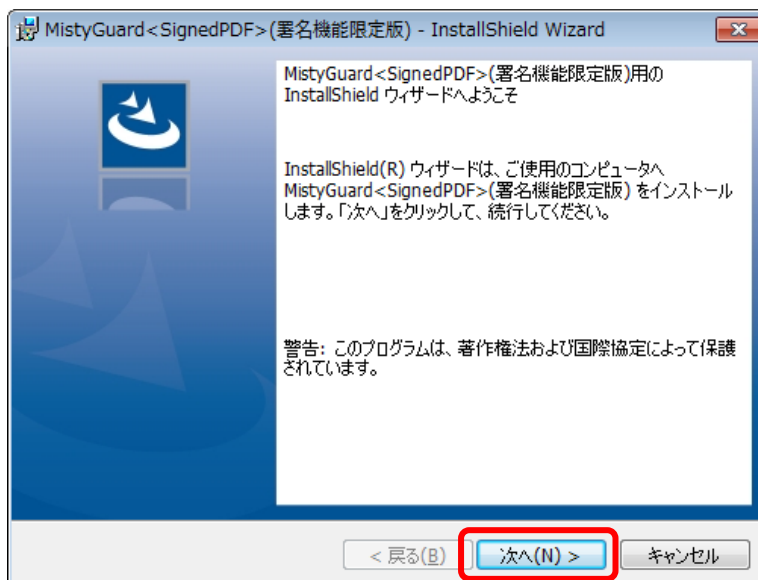 MistyGuard<SignedPDF>(署名機能限定版) - InstallShield Wizard
MistyGuard<SignedPDF>(署名機能限定版)用の
InstallShield ウィザードへようこそ
InstallShield(R) ウィザードは、ご使用のコンピュータへ
MistyGuard<SignedPDF>(署名機能限定版) をインストール
します。「次へ」をクリックして、続行してください。
警告: このプログラムは、著作権法および国際協定によって保護
されています。
< 戻る(B) 次へ(N) > キャンセル